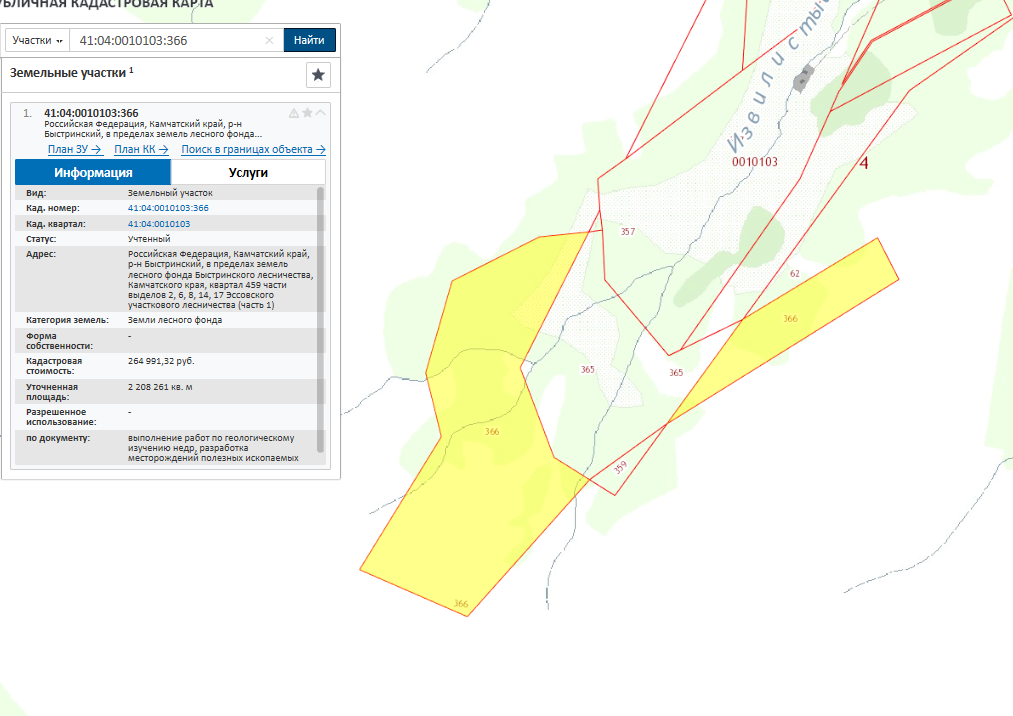 УБЛИЧНАЯ КАДАСТРОВАЯ КАРТА
Участки
41:04:0010103:366
Найти
Земельные участки 1
1.
41:04:0010103:366
Российская Федерация, Камчатский край, р-н
Быстринский, в пределах земель лесного фонда...
План ЗУ →
План КК →
Поиск в границах объекта →
Информация
Услуги
Вид: Земельный участок
Кад. номер: 41:04:0010103:366
Кад. квартал: 41:04:0010103
Статус: Учтенный
Адрес: Российская Федерация, Камчатский край,
р-н Быстринский, в пределах земель
лесного фонда Быстринского лесничества,
Камчатского края, квартал 459 части
выделов 2, 6, 8, 14, 17 Эссовского
участкового лесничества (часть 1)
Категория земель: Земли лесного фонда
Форма собственности: -
Кадастровая стоимость: 264 991,32 руб.
Уточненная площадь: 2 208 261 кв. м
Разрешенное использование: -
по документу: выполнение работ по геологическому
изучению недр, разработка
месторождений полезных ископаемых
Извилистый
0010103
4
357
62
366
365
365
366
359
366